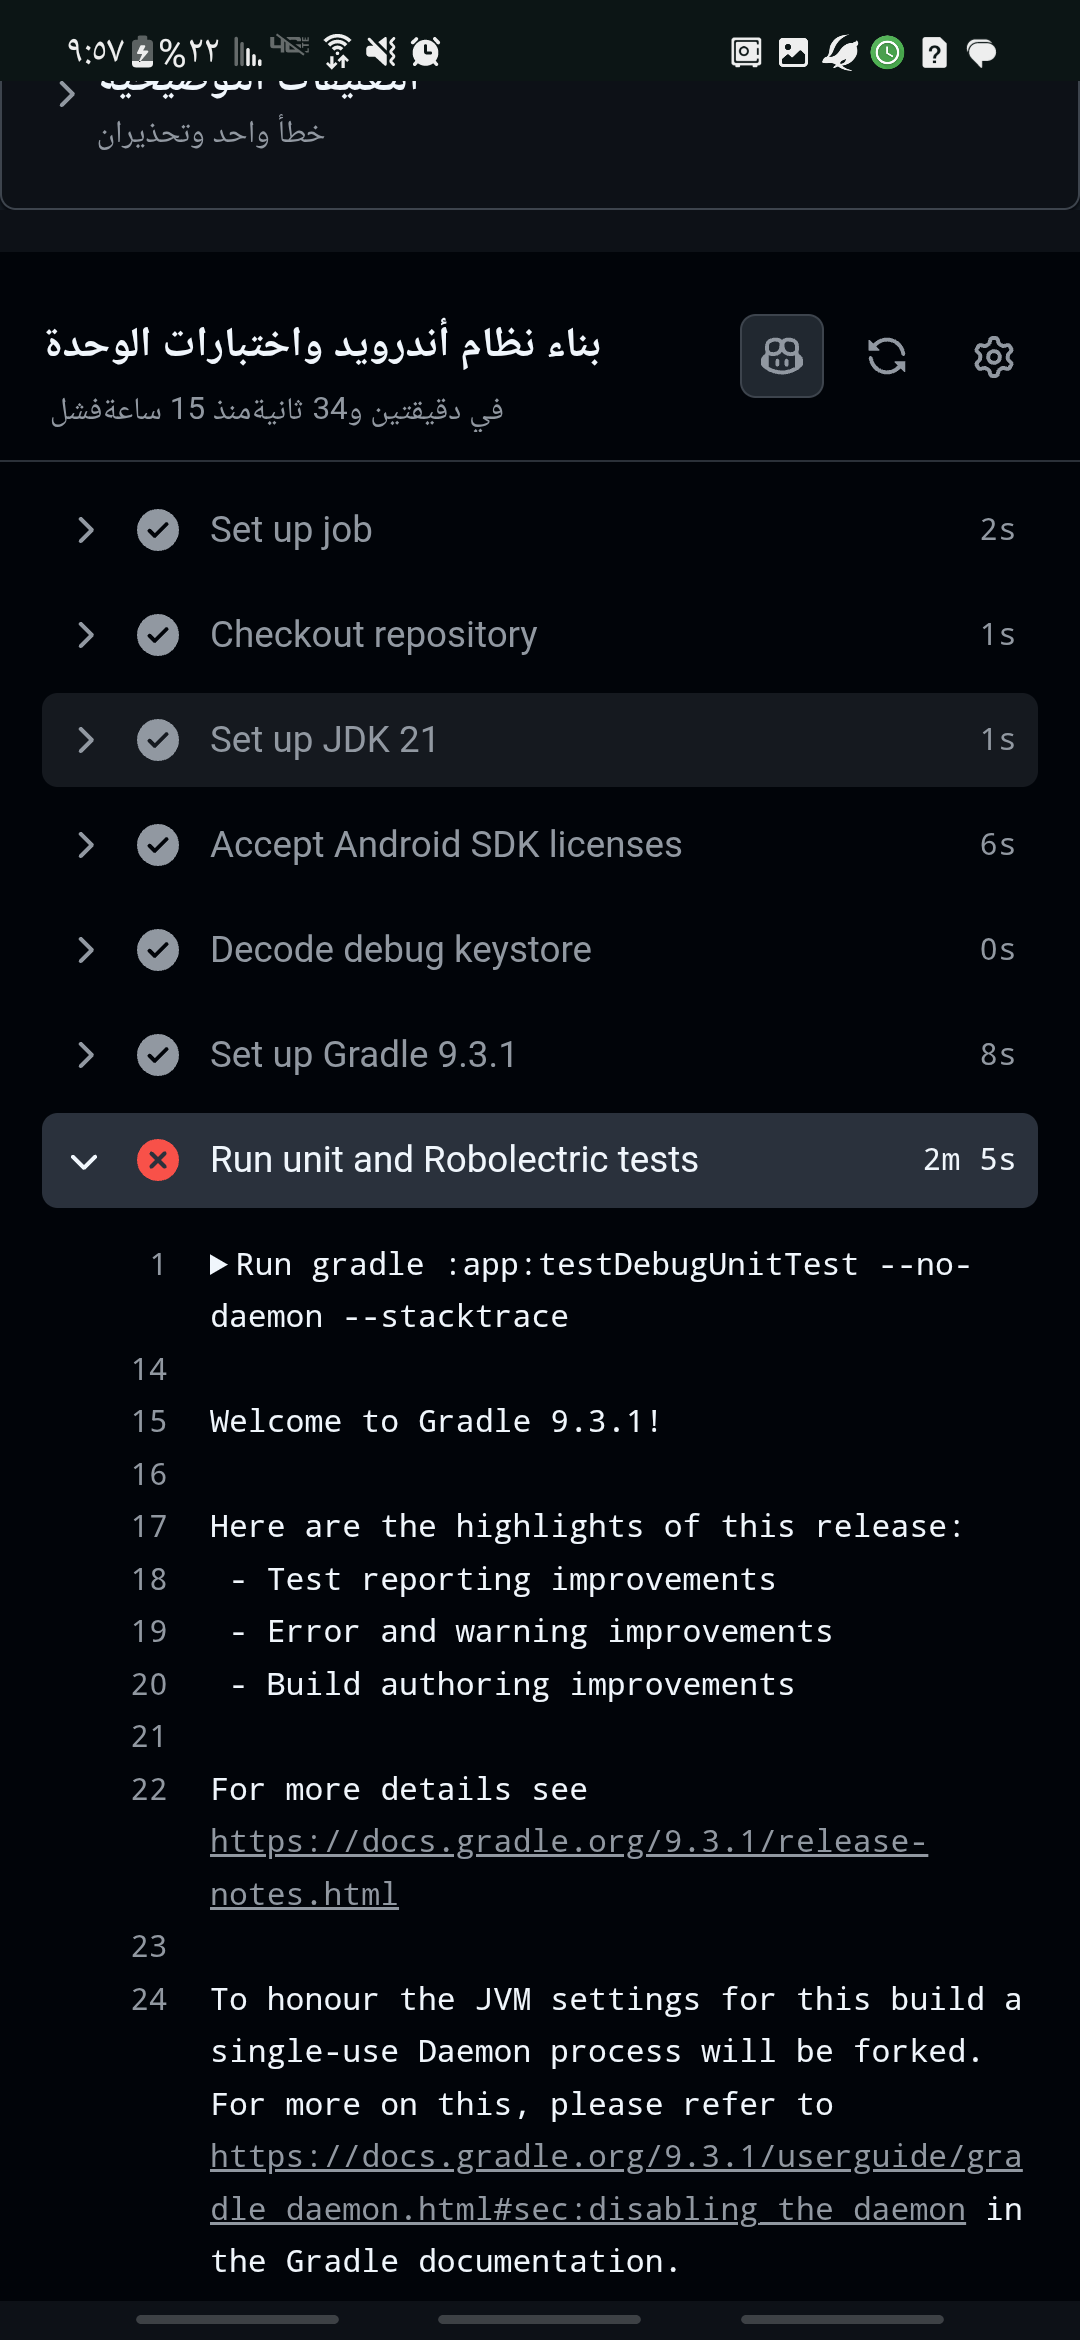 ٩:٥٧ %٢٢
التعليقات التوضيحية
خطأ واحد وتحذيران
بناء نظام أندرويد واختبارات الوحدة
في دقيقتين و34 ثانيةمنذ 15 ساعةفشل
Set up job 2s
Checkout repository 1s
Set up JDK 21 1s
Accept Android SDK licenses 6s
Decode debug keystore 0s
Set up Gradle 9.3.1 8s
Run unit and Robolectric tests 2m 5s
1 ▶Run gradle :app:testDebugUnitTest --no-
daemon --stacktrace
14
15 Welcome to Gradle 9.3.1!
16
17 Here are the highlights of this release:
18 - Test reporting improvements
19 - Error and warning improvements
20 - Build authoring improvements
21
22 For more details see
https://docs.gradle.org/9.3.1/release-
notes.html
23
24 To honour the JVM settings for this build a
single-use Daemon process will be forked.
For more on this, please refer to
https://docs.gradle.org/9.3.1/userguide/gra
dle_daemon.html#sec:disabling_the_daemon in
the Gradle documentation.